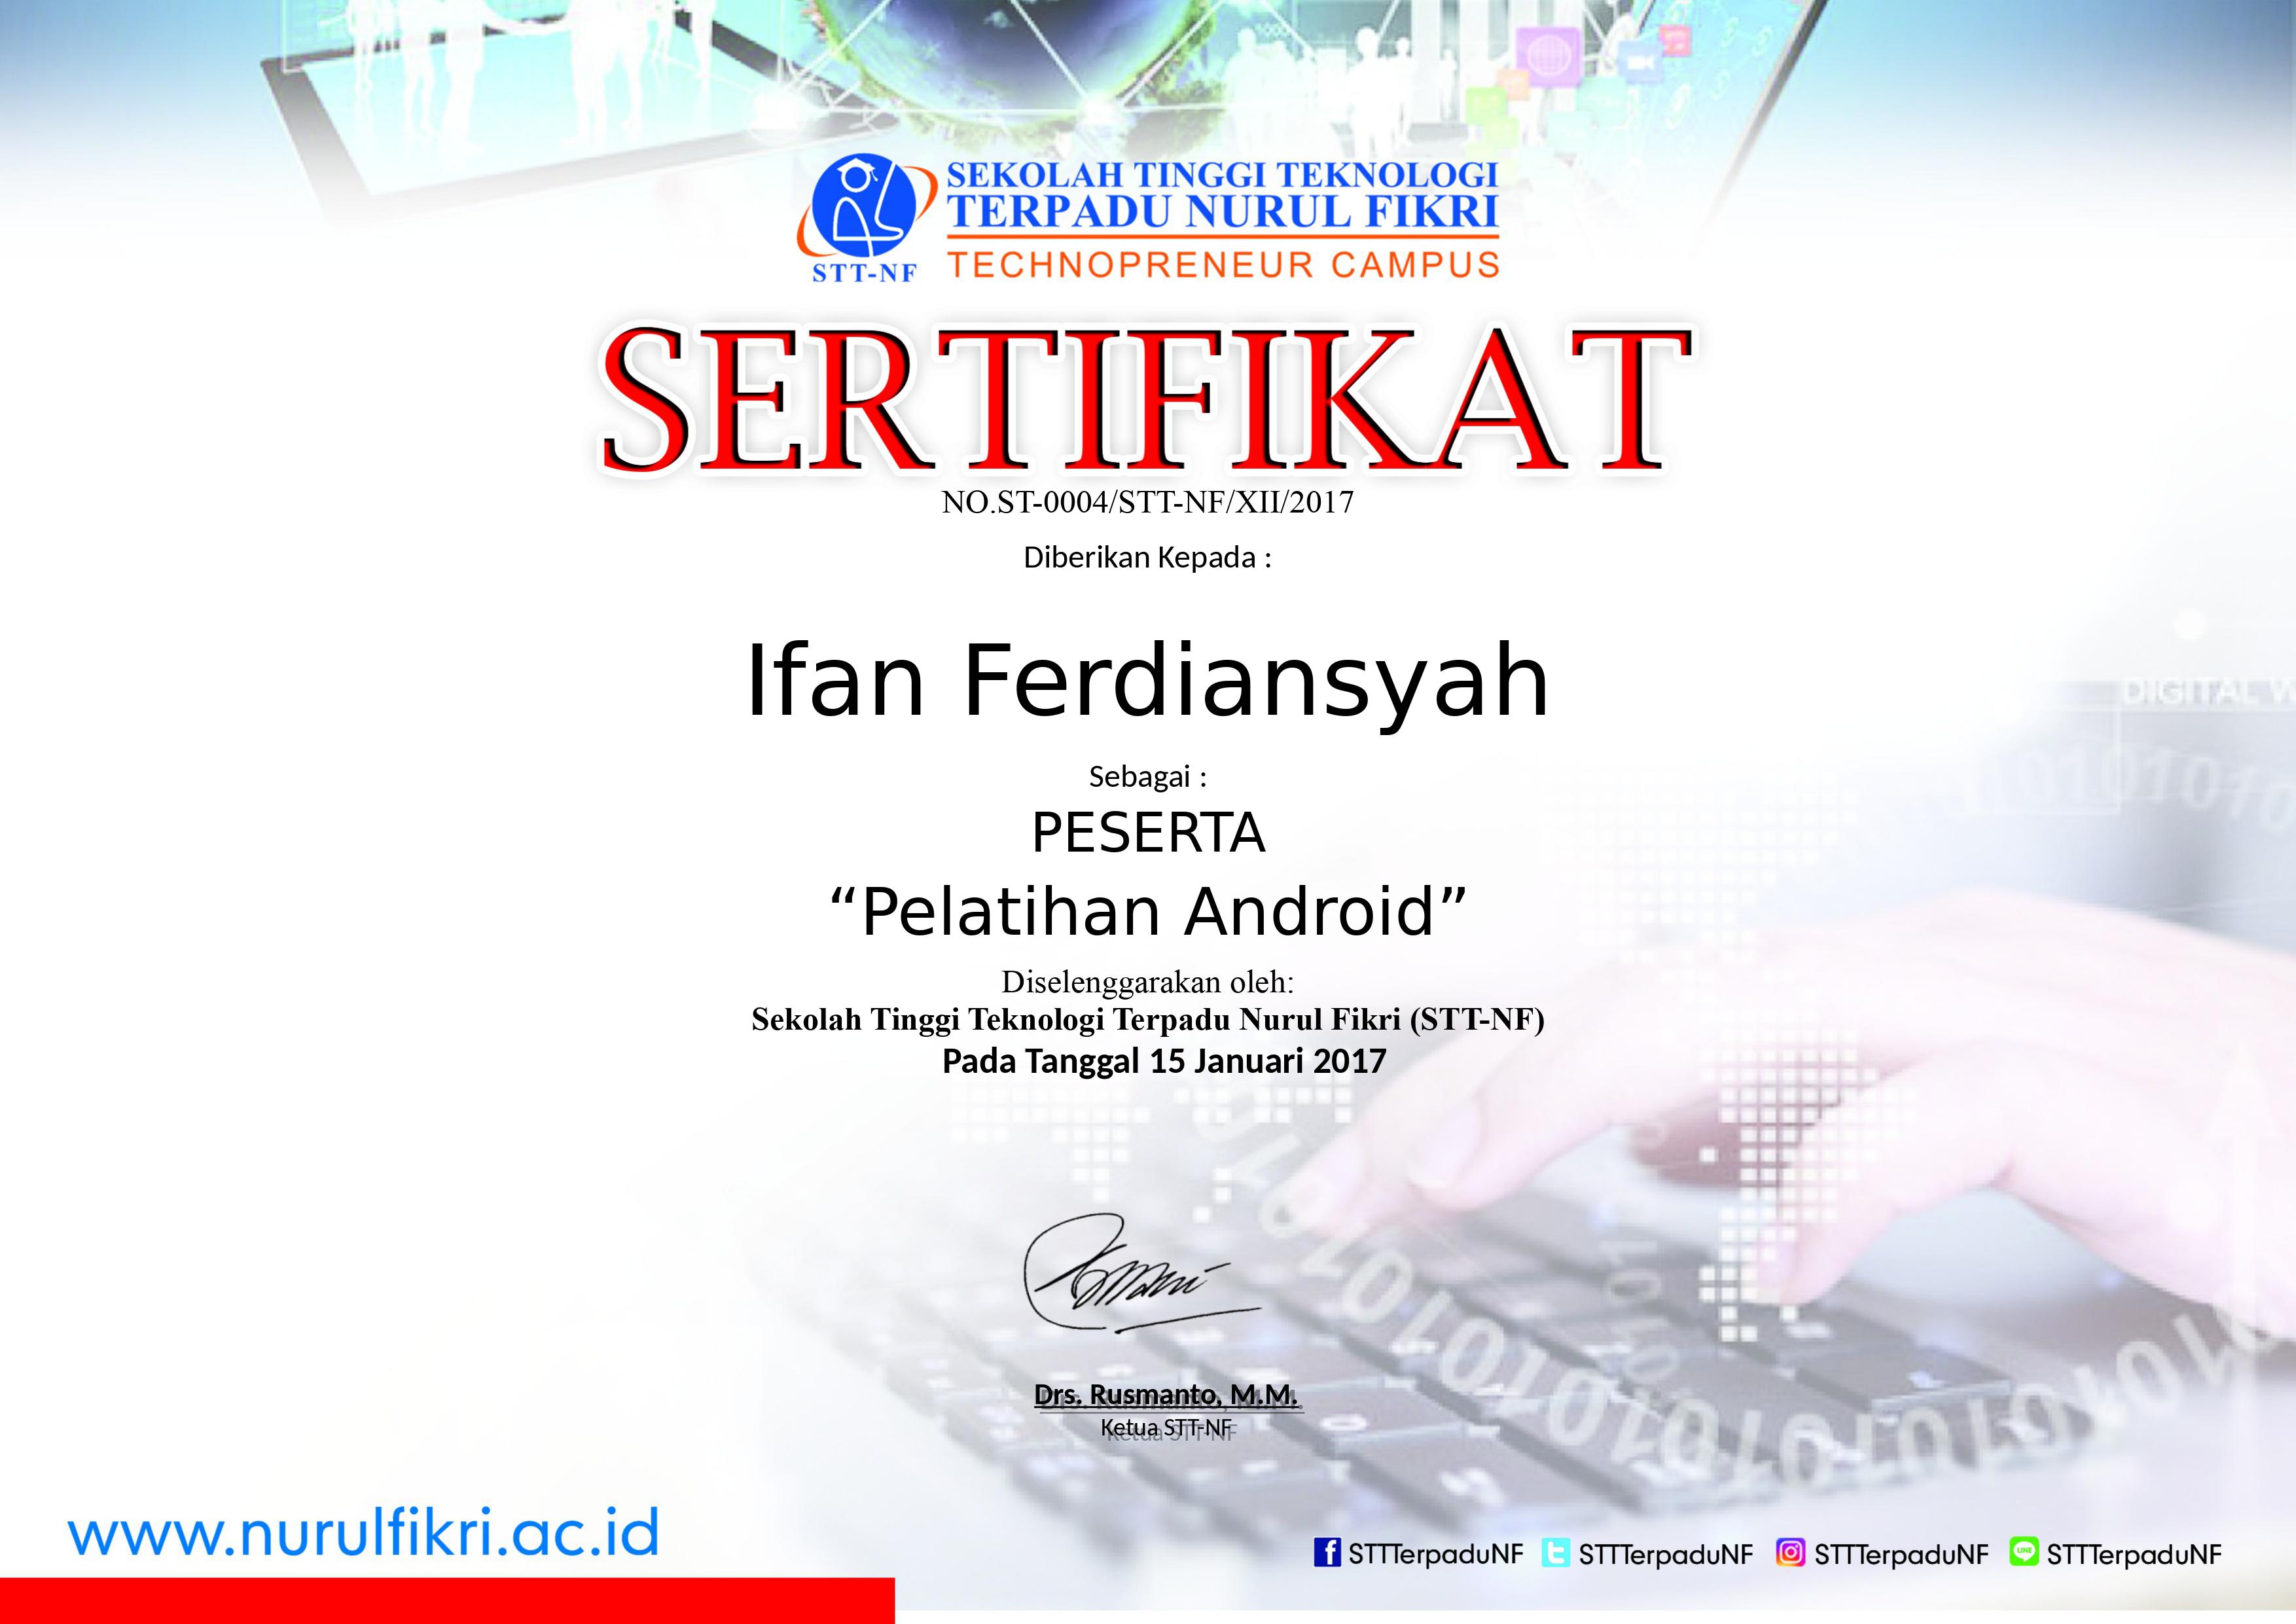 STT-NF
SEKOLAH TINGGI TEKNOLOGI
TERPADU NURUL FIKRI
TECHNOPRENEUR CAMPUS
SERTIFIKAT
NO.ST-0004/STT-NF/XII/2017
Diberikan Kepada :
Ifan Ferdiansyah
Sebagai :
PESERTA
“Pelatihan Android”
Diselenggarakan oleh:
Sekolah Tinggi Teknologi Terpadu Nurul Fikri (STT-NF)
Pada Tanggal 15 Januari 2017
Drs. Rusmanto, M.M.
Ketua STT-NF
www.nurulfikri.ac.id
STTTerpaduNF STTTerpaduNF STTTerpaduNF STTTerpaduNF
DIGITAL